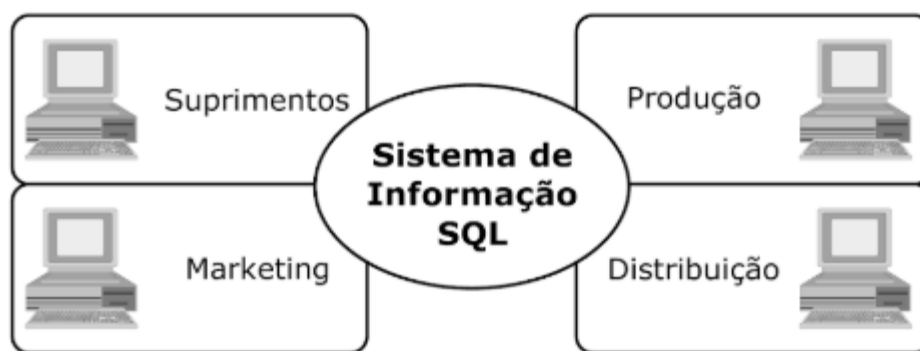 Suprimentos
Produção
Sistema de
Informação
SQL
Marketing
Distribuição